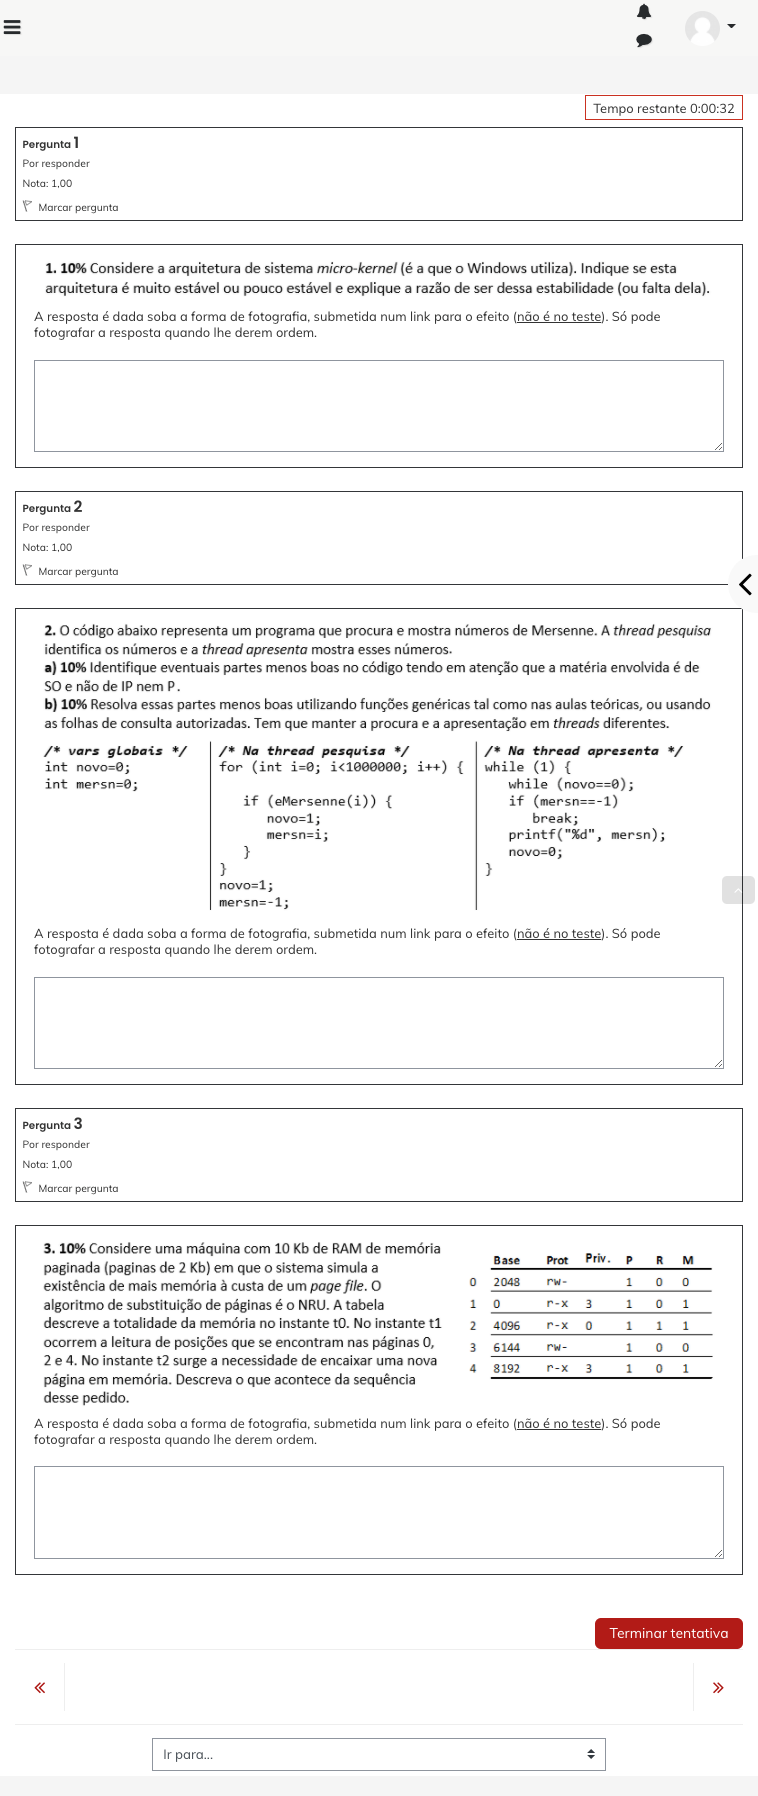 Tempo restante 0:00:32
Pergunta 1
Por responder
Nota: 1,00
Marcar pergunta
1. 10% Considere a arquitetura de sistema micro-kernel (é a que o Windows utiliza). Indique se esta
arquitetura é muito estável ou pouco estável e explique a razão de ser dessa estabilidade (ou falta dela).
A resposta é dada soba a forma de fotografia, submetida num link para o efeito (não é no teste). Só pode
fotografar a resposta quando lhe derem ordem.
Pergunta 2
Por responder
Nota: 1,00
Marcar pergunta
2. O código abaixo representa um programa que procura e mostra números de Mersenne. A thread pesquisa
identifica os números e a thread apresenta mostra esses números.
a) 10% Identifique eventuais partes menos boas no código tendo em atenção que a matéria envolvida é de
SO e não de IP nem P.
b) 10% Resolva essas partes menos boas utilizando funções genéricas tal como nas aulas teóricas, ou usando
as folhas de consulta autorizadas. Tem que manter a procura e a apresentação em threads diferentes.
/* vars globais */
int novo=0;
int mersn=0;
/* Na thread pesquisa */
for (int i=0; i<1000000; i++) {
if (eMersenne(i)) {
novo=1;
mersn=i;
}
}
novo=1;
mersn=-1;
/* Na thread apresenta */
while (1) {
while (novo==0);
if (mersn==-1)
break;
printf("%d", mersn);
novo=0;
}
A resposta é dada soba a forma de fotografia, submetida num link para o efeito (não é no teste). Só pode
fotografar a resposta quando lhe derem ordem.
Pergunta 3
Por responder
Nota: 1,00
Marcar pergunta
3. 10% Considere uma máquina com 10 Kb de RAM de memória
paginada (paginas de 2 Kb) em que o sistema simula a
existência de mais memória à custa de um page file. O
algoritmo de substituição de páginas é o NRU. A tabela
descreve a totalidade da memória no instante t0. No instante t1
ocorrem a leitura de posições que se encontram nas páginas 0,
2 e 4. No instante t2 surge a necessidade de encaixar uma nova
página em memória. Descreva o que acontece da sequência
desse pedido.
Base Prot Priv. P R M
0 2048 rw- 1 0 0
1 0 r-x 3 1 0 1
2 4096 r-x 0 1 1 1
3 6144 rw- 1 0 0
4 8192 r-x 3 1 0 1
A resposta é dada soba a forma de fotografia, submetida num link para o efeito (não é no teste). Só pode
fotografar a resposta quando lhe derem ordem.
Terminar tentativa
Ir para...